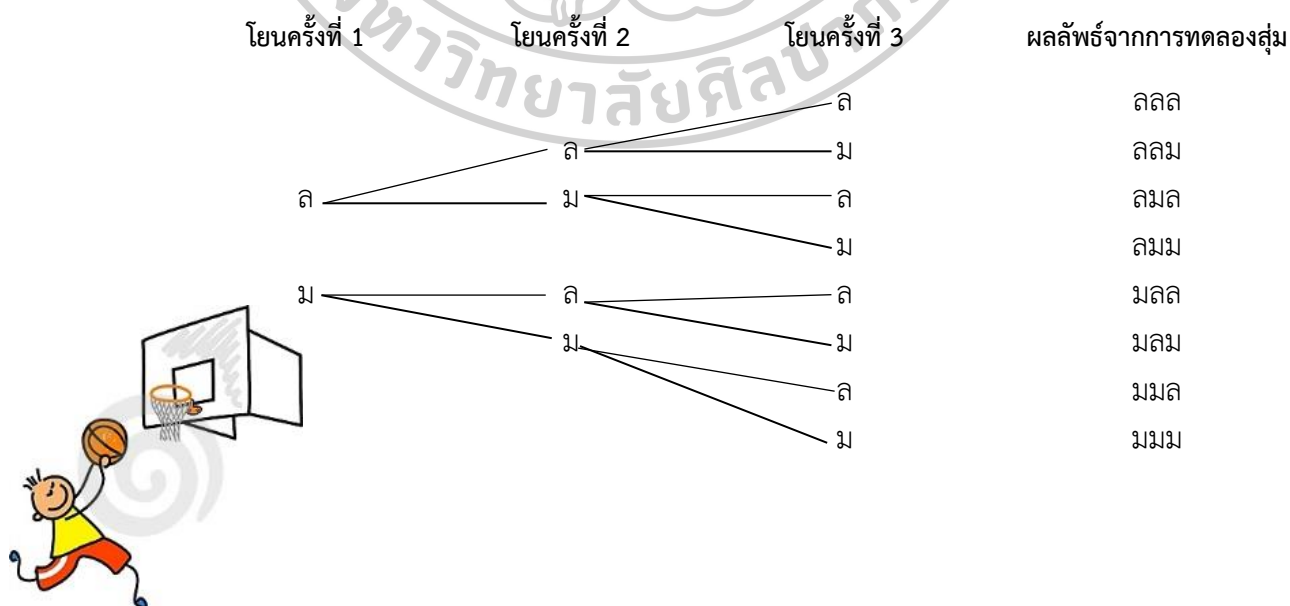 โยนครั้งที่ 1 โยนครั้งที่ 2 โยนครั้งที่ 3 ผลลัพธ์จากการทดลองสุ่ม
ล ลลล
ล ม ลลม
ล ม ล ลมล
ม ลมม
ม ล ล มลล
ม ม มลม
ล มมล
ม มมม